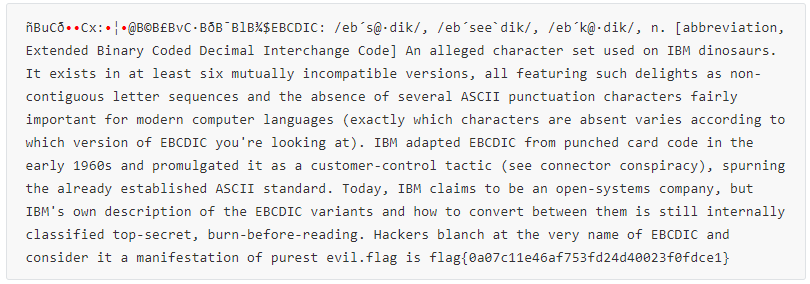 ñBuCð••Cx:•¦•@B©B£BvC·BðB¯BlB¾$EBCDIC: /eb´s@·dik/, /eb´see`dik/, /eb´k@·dik/, n. [abbreviation,
Extended Binary Coded Decimal Interchange Code] An alleged character set used on IBM dinosaurs.
It exists in at least six mutually incompatible versions, all featuring such delights as non-
contiguous letter sequences and the absence of several ASCII punctuation characters fairly
important for modern computer languages (exactly which characters are absent varies according to
which version of EBCDIC you're looking at). IBM adapted EBCDIC from punched card code in the
early 1960s and promulgated it as a customer-control tactic (see connector conspiracy), spurning
the already established ASCII standard. Today, IBM claims to be an open-systems company, but
IBM's own description of the EBCDIC variants and how to convert between them is still internally
classified top-secret, burn-before-reading. Hackers blanch at the very name of EBCDIC and
consider it a manifestation of purest evil.flag is flag{0a07c11e46af753fd24d40023f0fdce1}